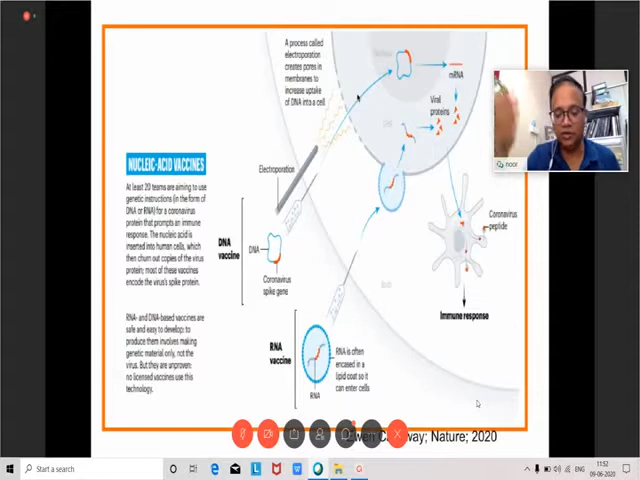 A process called
electroporation
creates pores in
membranes to
increase uptake
of DNA into a cell
mRNA
Viral
proteins
NUCLEIC-ACID VACCINES
At least 20 teams are aiming to use
genetic instructions (in the form of
DNA or RNA) for a coronavirus
protein that prompts an immune
response. The nucleic acid is
inserted into human cells, which
then churn out copies of the virus
protein; most of these vaccines
encode the virus's spike protein.
RNA- and DNA-based vaccines are
safe and easy to develop: to
produce them involves making
genetic material only, not the
virus. But they are unproven:
no licensed vaccines use this
technology.
Electroporation
DNA
vaccine
DNA
Coronavirus
spike gene
RNA
vaccine
RNA is often
encased in a
lipid coat so it
can enter cells
RNA
Coronavirus
peptide
Immune response
noor
Nature; 2020
Start a search
ENG
11:52
09-06-2020